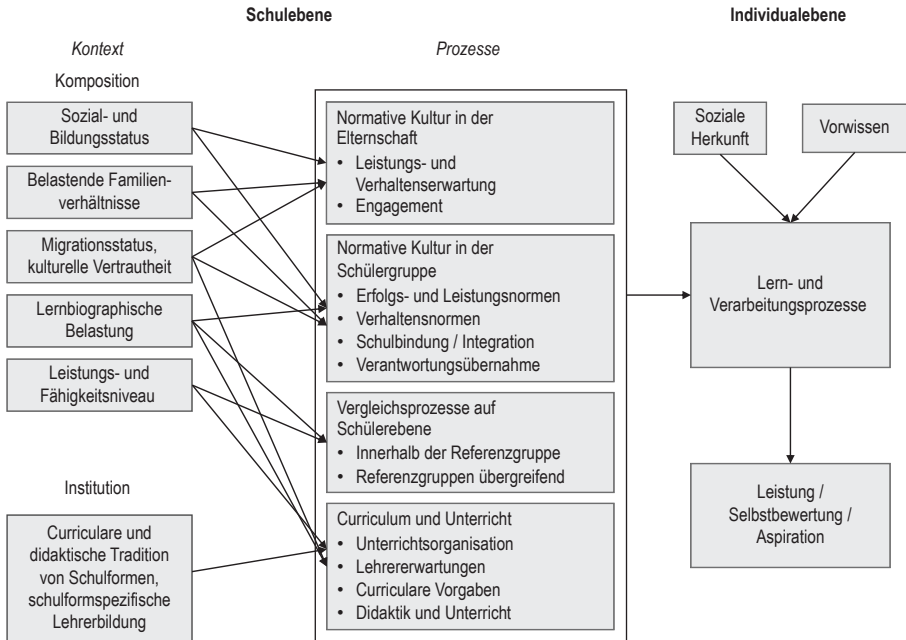 Schulebene
Individualebene
Kontext
Prozesse
Komposition
Sozial- und
Bildungsstatus
Belastende Familien-
verhältnisse
Migrationsstatus,
kulturelle Vertrautheit
Lernbiographische
Belastung
Leistungs- und
Fähigkeitsniveau
Institution
Curriculare und
didaktische Tradition
von Schulformen,
schulformspezifische
Lehrerbildung
Normative Kultur in der
Elternschaft
• Leistungs- und
Verhaltenserwartung
• Engagement
Normative Kultur in der
Schülergruppe
• Erfolgs- und Leistungsnormen
• Verhaltensnormen
• Schulbindung / Integration
• Verantwortungsübernahme
Vergleichsprozesse auf
Schülerebene
• Innerhalb der Referenzgruppe
• Referenzgruppen übergreifend
Curriculum und Unterricht
• Unterrichtsorganisation
• Lehrererwartungen
• Curriculare Vorgaben
• Didaktik und Unterricht
Soziale
Herkunft
Vorwissen
Lern- und
Verarbeitungsprozesse
Leistung /
Selbstbewertung /
Aspiration